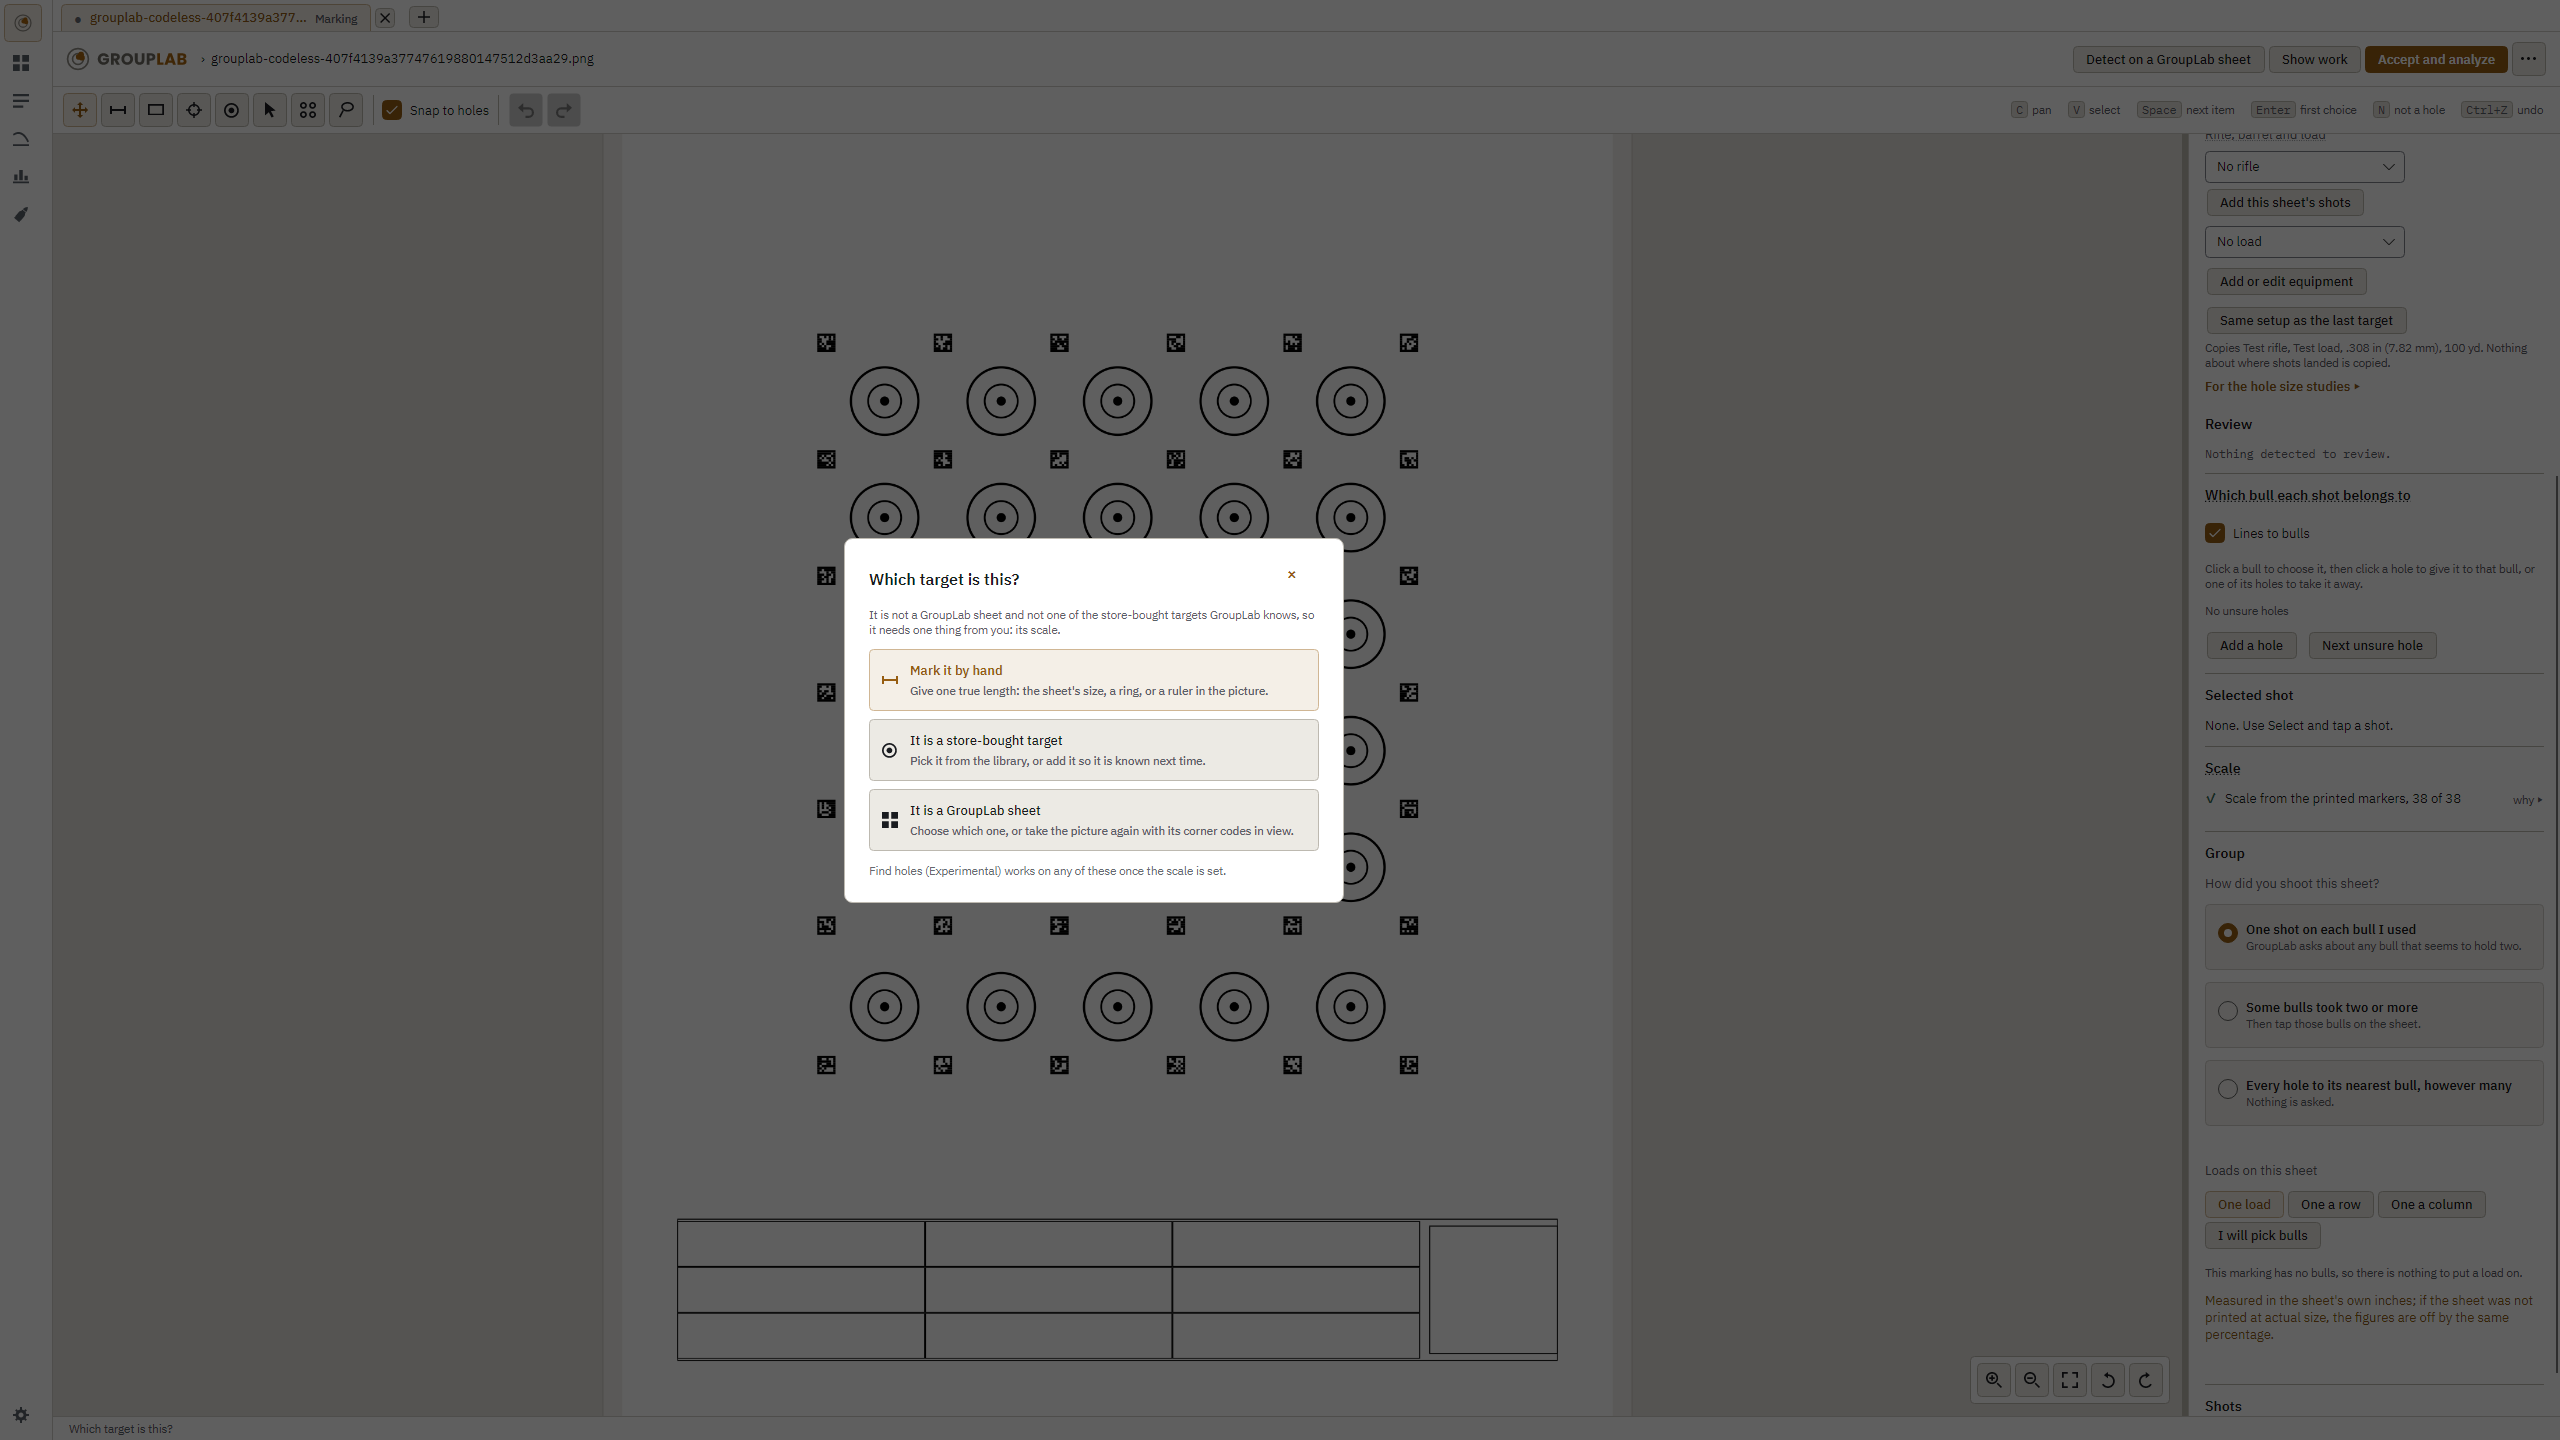 grouplab-codeless-407f4139a377... Marking
GROUPLAB › grouplab-codeless-407f4139a37747619880147512d3aa29.png
Detect on a GroupLab sheet
Show work
Accept and analyze
Snap to holes
C pan
V select
Space next item
Enter first choice
N not a hole
Ctrl+Z undo
Rifle, barrel and load
No rifle
Add this sheet's shots
No load
Add or edit equipment
Same setup as the last target
Copies Test rifle, Test load, .308 in (7.82 mm), 100 yd. Nothing
about where shots landed is copied.
For the hole size studies ▸
Review
Nothing detected to review.
Which bull each shot belongs to
Lines to bulls
Click a bull to choose it, then click a hole to give it to that bull, or
one of its holes to take it away.
No unsure holes
Add a hole
Next unsure hole
Selected shot
None. Use Select and tap a shot.
Scale
✓ Scale from the printed markers, 38 of 38
why ▸
Group
How did you shoot this sheet?
One shot on each bull I used
GroupLab asks about any bull that seems to hold two.
Some bulls took two or more
Then tap those bulls on the sheet.
Every hole to its nearest bull, however many
Nothing is asked.
Loads on this sheet
One load
One a row
One a column
I will pick bulls
This marking has no bulls, so there is nothing to put a load on.
Measured in the sheet's own inches; if the sheet was not
printed at actual size, the figures are off by the same
percentage.
Shots
Which target is this?
It is not a GroupLab sheet and not one of the store-bought targets GroupLab knows, so
it needs one thing from you: its scale.
Mark it by hand
Give one true length: the sheet's size, a ring, or a ruler in the picture.
It is a store-bought target
Pick it from the library, or add it so it is known next time.
It is a GroupLab sheet
Choose which one, or take the picture again with its corner codes in view.
Find holes (Experimental) works on any of these once the scale is set.
Which target is this?